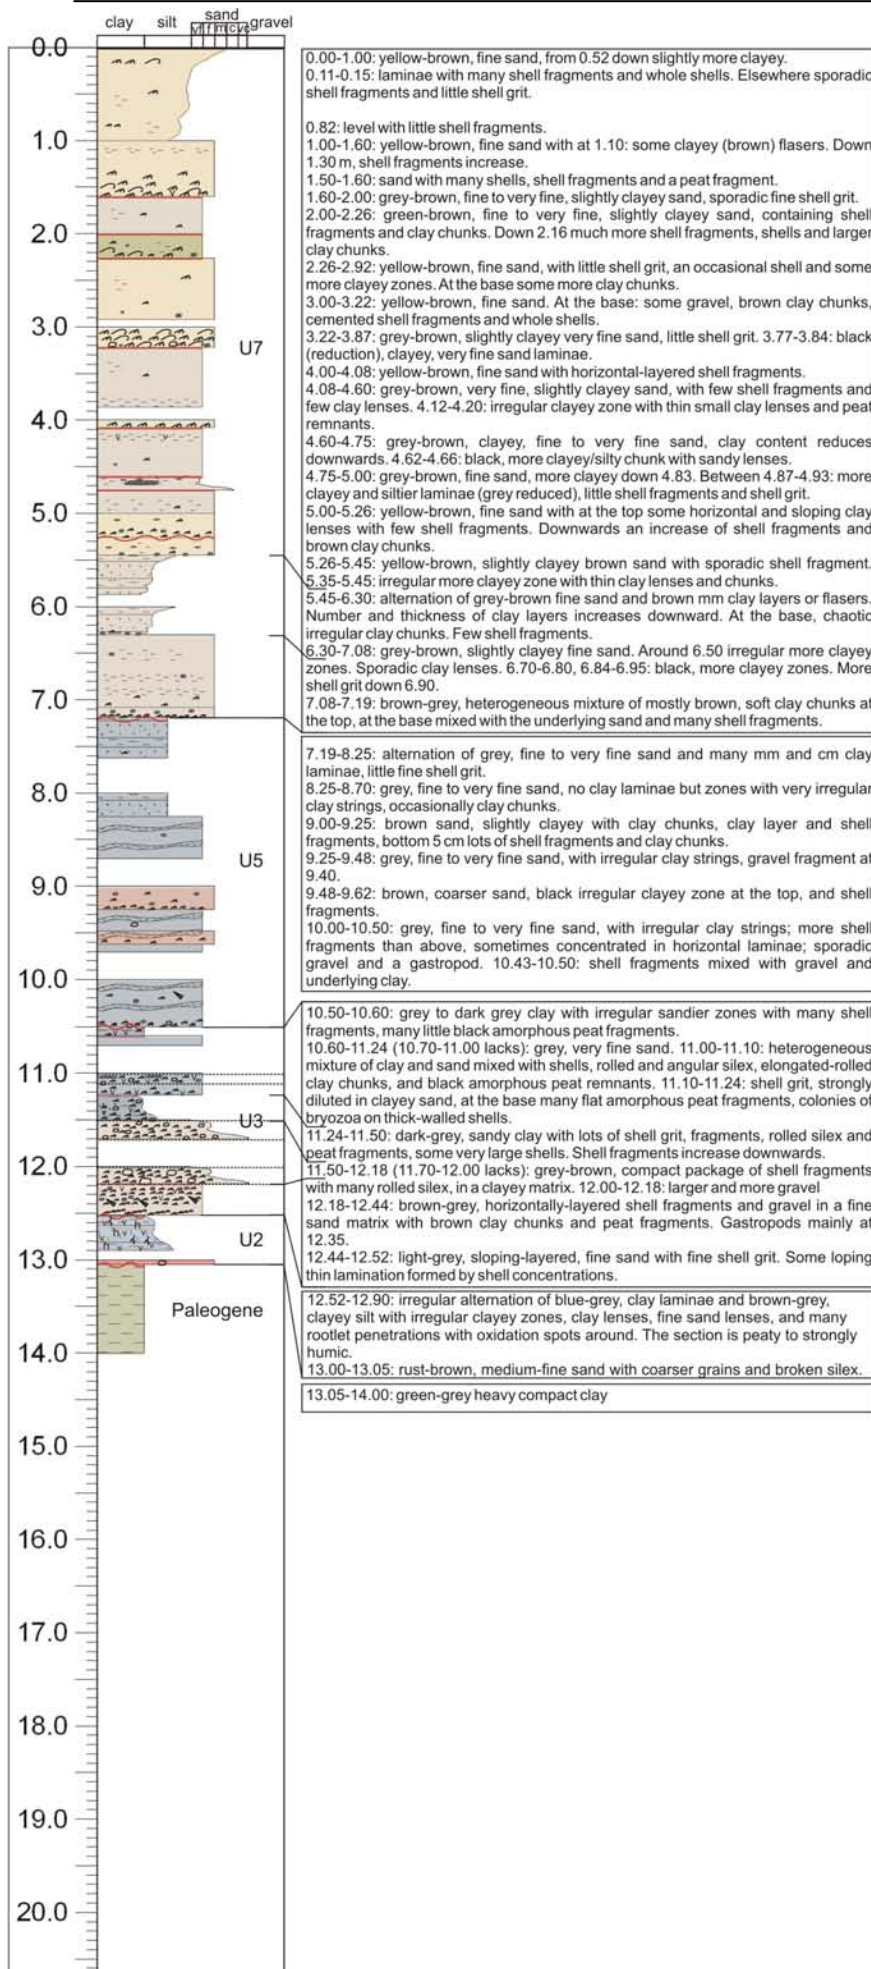 sand
clay silt gravel
vf f m c vc
0.0
1.0
2.0
3.0
4.0
5.0
6.0
7.0
8.0
9.0
10.0
11.0
12.0
13.0
14.0
15.0
16.0
17.0
18.0
19.0
20.0
U7
U5
U3
U2
Paleogene
0.00-1.00: yellow-brown, fine sand, from 0.52 down slightly more clayey.
0.11-0.15: laminae with many shell fragments and whole shells. Elsewhere sporadic
shell fragments and little shell grit.
0.82: level with little shell fragments.
1.00-1.60: yellow-brown, fine sand with at 1.10: some clayey (brown) flasers. Down
1.30 m, shell fragments increase.
1.50-1.60: sand with many shells, shell fragments and a peat fragment.
1.60-2.00: grey-brown, fine to very fine, slightly clayey sand, sporadic fine shell grit.
2.00-2.26: green-brown, fine to very fine, slightly clayey sand, containing shell
fragments and clay chunks. Down 2.16 much more shell fragments, shells and larger
clay chunks.
2.26-2.92: yellow-brown, fine sand, with little shell grit, an occasional shell and some
more clayey zones. At the base some more clay chunks.
3.00-3.22: yellow-brown, fine sand. At the base: some gravel, brown clay chunks,
cemented shell fragments and whole shells.
3.22-3.87: grey-brown, slightly clayey very fine sand, little shell grit. 3.77-3.84: black
(reduction), clayey, very fine sand laminae.
4.00-4.08: yellow-brown, fine sand with horizontal-layered shell fragments.
4.08-4.60: grey-brown, very fine, slightly clayey sand, with few shell fragments and
few clay lenses. 4.12-4.20: irregular clayey zone with thin small clay lenses and peat
remnants.
4.60-4.75: grey-brown, clayey, fine to very fine sand, clay content reduces
downwards. 4.62-4.66: black, more clayey/silty chunk with sandy lenses.
4.75-5.00: grey-brown, fine sand, more clayey down 4.83. Between 4.87-4.93: more
clayey and siltier laminae (grey reduced), little shell fragments and shell grit.
5.00-5.26: yellow-brown, fine sand with at the top some horizontal and sloping clay
lenses with few shell fragments. Downwards an increase of shell fragments and
brown clay chunks.
5.26-5.45: yellow-brown, slightly clayey brown sand with sporadic shell fragment.
5.35-5.45: irregular more clayey zone with thin clay lenses and chunks.
5.45-6.30: alternation of grey-brown fine sand and brown mm clay layers or flasers.
Number and thickness of clay layers increases downward. At the base, chaotic
irregular clay chunks. Few shell fragments.
6.30-7.08: grey-brown, slightly clayey fine sand. Around 6.50 irregular more clayey
zones. Sporadic clay lenses. 6.70-6.80, 6.84-6.95: black, more clayey zones. More
shell grit down 6.90.
7.08-7.19: brown-grey, heterogeneous mixture of mostly brown, soft clay chunks at
the top, at the base mixed with the underlying sand and many shell fragments.
7.19-8.25: alternation of grey, fine to very fine sand and many mm and cm clay
laminae, little fine shell grit.
8.25-8.70: grey, fine to very fine sand, no clay laminae but zones with very irregular
clay strings, occasionally clay chunks.
9.00-9.25: brown sand, slightly clayey with clay chunks, clay layer and shell
fragments, bottom 5 cm lots of shell fragments and clay chunks.
9.25-9.48: grey, fine to very fine sand, with irregular clay strings, gravel fragment at
9.40.
9.48-9.62: brown, coarser sand, black irregular clayey zone at the top, and shell
fragments.
10.00-10.50: grey, fine to very fine sand, with irregular clay strings; more shell
fragments than above, sometimes concentrated in horizontal laminae; sporadic
gravel and a gastropod. 10.43-10.50: shell fragments mixed with gravel and
underlying clay.
10.50-10.60: grey to dark grey clay with irregular sandier zones with many shell
fragments, many little black amorphous peat fragments.
10.60-11.24 (10.70-11.00 lacks): grey, very fine sand. 11.00-11.10: heterogeneous
mixture of clay and sand mixed with shells, rolled and angular silex, elongated-rolled
clay chunks, and black amorphous peat remnants. 11.10-11.24: shell grit, strongly
diluted in clayey sand, at the base many flat amorphous peat fragments, colonies of
bryozoa on thick-walled shells.
11.24-11.50: dark-grey, sandy clay with lots of shell grit, fragments, rolled silex and
peat fragments, some very large shells. Shell fragments increase downwards.
11.50-12.18 (11.70-12.00 lacks): grey-brown, compact package of shell fragments
with many rolled silex, in a clayey matrix. 12.00-12.18: larger and more gravel
12.18-12.44: brown-grey, horizontally-layered shell fragments and gravel in a fine
sand matrix with brown clay chunks and peat fragments. Gastropods mainly at
12.35.
12.44-12.52: light-grey, sloping-layered, fine sand with fine shell grit. Some loping
thin lamination formed by shell concentrations.
12.52-12.90: irregular alternation of blue-grey, clay laminae and brown-grey,
clayey silt with irregular clayey zones, clay lenses, fine sand lenses, and many
rootlet penetrations with oxidation spots around. The section is peaty to strongly
humic.
13.00-13.05: rust-brown, medium-fine sand with coarser grains and broken silex.
13.05-14.00: green-grey heavy compact clay